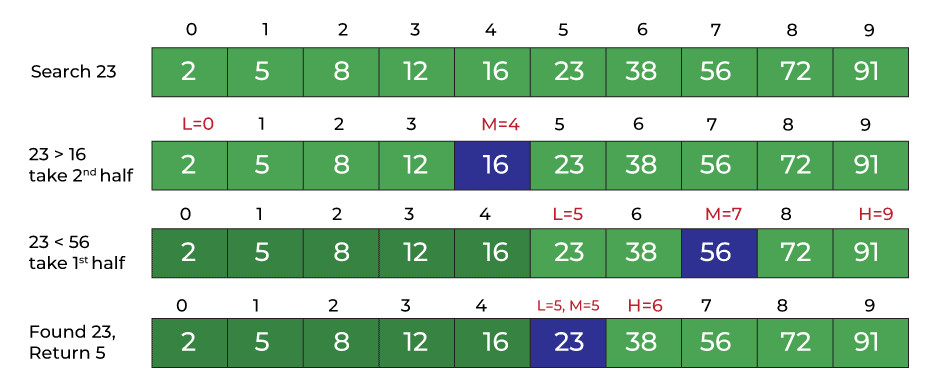 0 1 2 3 4 5 6 7 8 9
Search 23 2 5 8 12 16 23 38 56 72 91
L=0 1 2 3 M=4 5 6 7 8 9
23 > 16
take 2nd half
2 5 8 12 16 23 38 56 72 91
0 1 2 3 4 L=5 6 M=7 8 H=9
23 < 56
take 1st half
2 5 8 12 16 23 38 56 72 91
0 1 2 3 4 L=5, M=5 H=6 7 8 9
Found 23,
Return 5
2 5 8 12 16 23 38 56 72 91